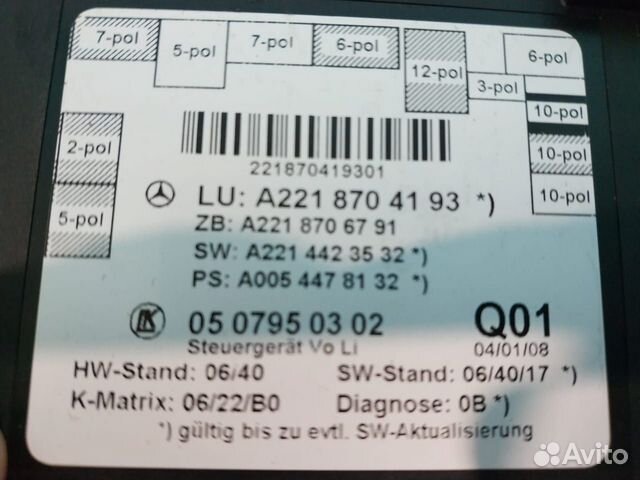 7-pol
5-pol
7-pol
6-pol
12-pol
3-pol
6-pol
10-pol
10-pol
10-pol
2-pol
5-pol
221870419301
LU: A221 870 41 93 *)
ZB: A221 870 67 91
SW: A221 442 35 32 *)
PS: A005 447 81 32 *)
05 0795 03 02
Q01
Steuergerät Vo Li
04/01/08
HW-Stand: 06/40
SW-Stand: 06/40/17 *)
K-Matrix: 06/22/B0
Diagnose: 0B *)
*) gültig bis zu evtl. SW-Aktualisierung
Avito